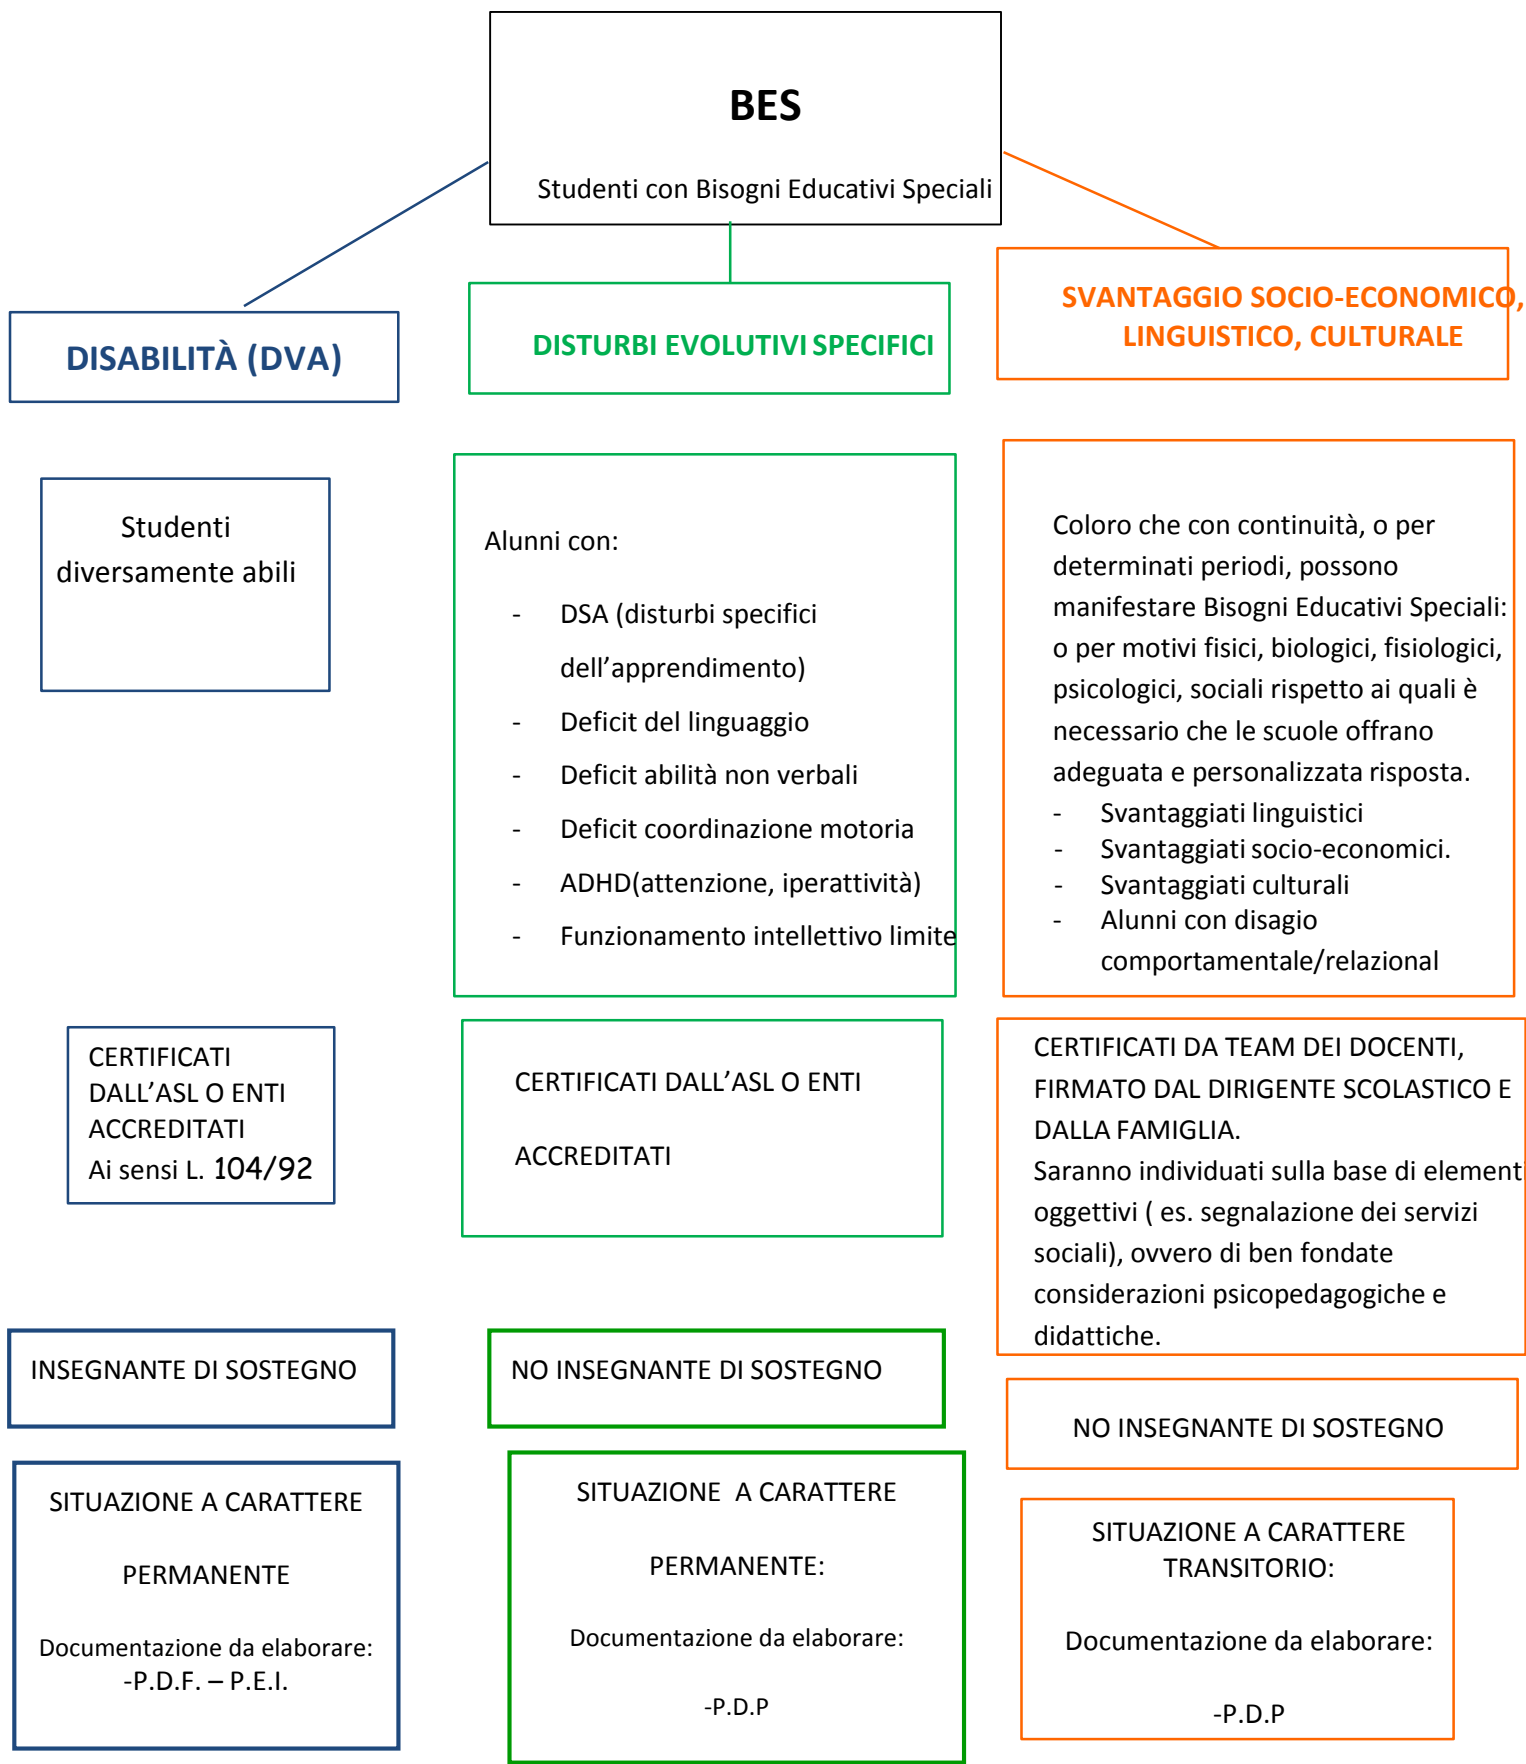 BES
Studenti con Bisogni Educativi Speciali
DISABILITÀ (DVA)
DISTURBI EVOLUTIVI SPECIFICI
SVANTAGGIO SOCIO-ECONOMICO,
LINGUISTICO, CULTURALE
Studenti
diversamente abili
Alunni con:
- DSA (disturbi specifici
dell’apprendimento)
- Deficit del linguaggio
- Deficit abilità non verbali
- Deficit coordinazione motoria
- ADHD(attenzione, iperattività)
- Funzionamento intellettivo limite
Coloro che con continuità, o per
determinati periodi, possono
manifestare Bisogni Educativi Speciali:
o per motivi fisici, biologici, fisiologici,
psicologici, sociali rispetto ai quali è
necessario che le scuole offrano
adeguata e personalizzata risposta.
- Svantaggiati linguistici
- Svantaggiati socio-economici.
- Svantaggiati culturali
- Alunni con disagio
comportamentale/relazional
CERTIFICATI
DALL’ASL O ENTI
ACCREDITATI
Ai sensi L. 104/92
CERTIFICATI DALL’ASL O ENTI
ACCREDITATI
CERTIFICATI DA TEAM DEI DOCENTI,
FIRMATO DAL DIRIGENTE SCOLASTICO E
DALLA FAMIGLIA.
Saranno individuati sulla base di element
oggettivi ( es. segnalazione dei servizi
sociali), ovvero di ben fondate
considerazioni psicopedagogiche e
didattiche.
INSEGNANTE DI SOSTEGNO
NO INSEGNANTE DI SOSTEGNO
NO INSEGNANTE DI SOSTEGNO
SITUAZIONE A CARATTERE
PERMANENTE
Documentazione da elaborare:
-P.D.F. – P.E.I.
SITUAZIONE A CARATTERE
PERMANENTE:
Documentazione da elaborare:
-P.D.P
SITUAZIONE A CARATTERE
TRANSITORIO:
Documentazione da elaborare:
-P.D.P